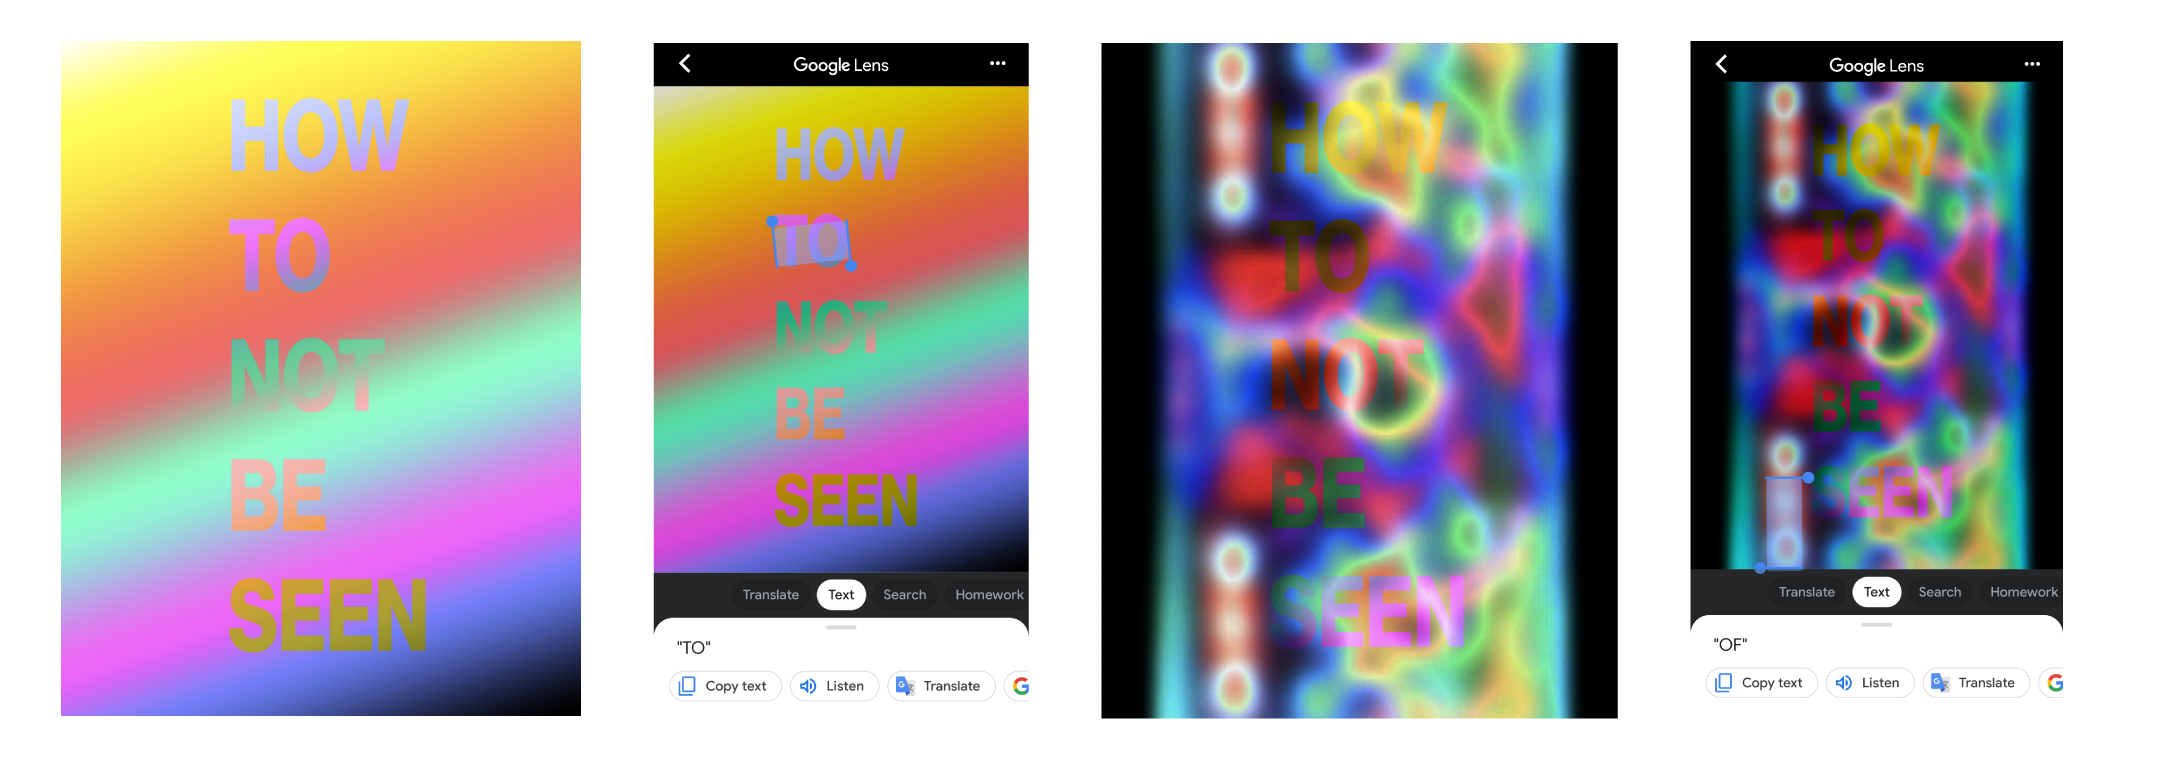 HOW
TO
NOT
BE
SEEN
Google Lens
HOW
TO
NOT
BE
SEEN
Translate Text Search Homework
"TO"
Copy text Listen Translate
HOW
TO
NOT
BE
SEEN
Google Lens
HOW
TO
NOT
BE
SEEN
Translate Text Search Homework
"OF"
Copy text Listen Translate